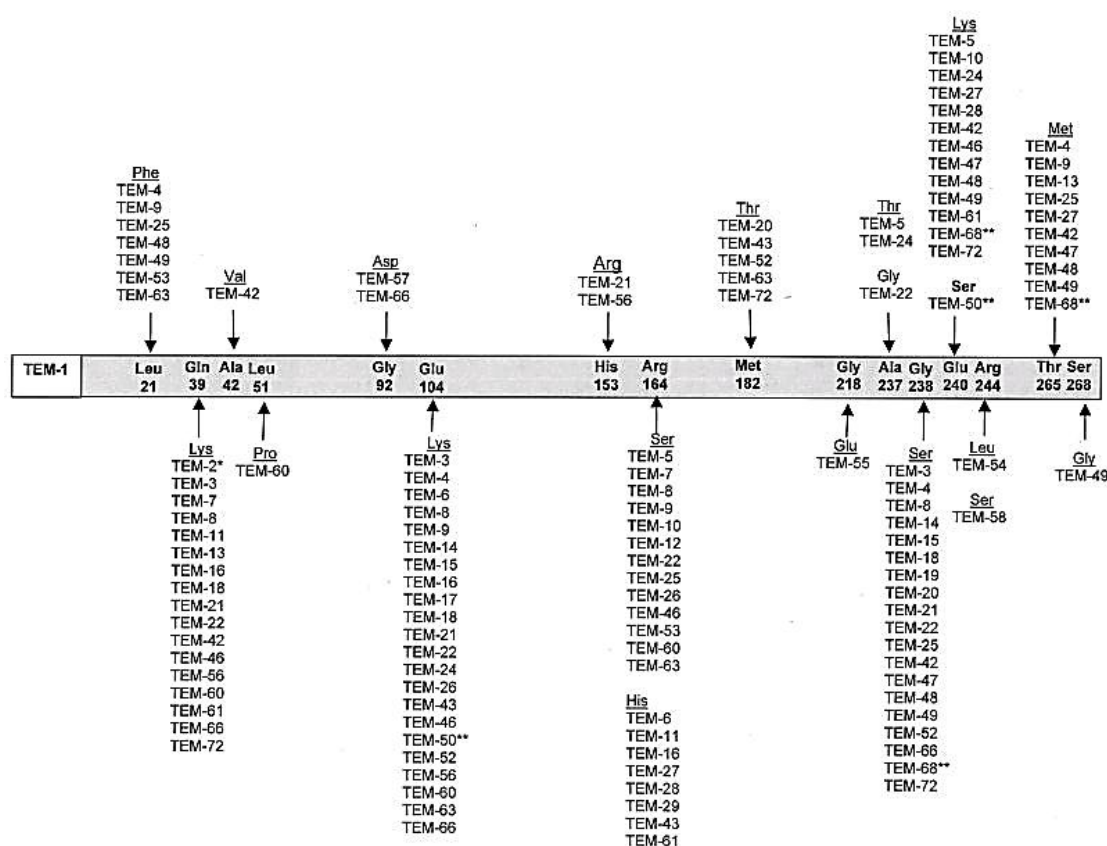 Phe
TEM-4
TEM-9
TEM-25
TEM-48
TEM-49
TEM-53
TEM-63
Val
TEM-42
Asp
TEM-57
TEM-66
Arg
TEM-21
TEM-56
Thr
TEM-20
TEM-43
TEM-52
TEM-63
TEM-72
Thr
TEM-5
TEM-24
Gly
TEM-22
Lys
TEM-5
TEM-10
TEM-24
TEM-27
TEM-28
TEM-42
TEM-46
TEM-47
TEM-48
TEM-49
TEM-61
TEM-68**
TEM-72
Ser
TEM-50**
Met
TEM-4
TEM-9
TEM-13
TEM-25
TEM-27
TEM-42
TEM-47
TEM-48
TEM-49
TEM-68**
TEM-1
Leu Gln Ala Leu Gly Glu His Arg Met Gly Ala Gly Glu Arg Thr Ser
21 39 42 51 92 104 153 164 182 218 237 238 240 244 265 268
Lys
TEM-2*
TEM-3
TEM-7
TEM-8
TEM-11
TEM-13
TEM-16
TEM-18
TEM-21
TEM-22
TEM-42
TEM-46
TEM-56
TEM-60
TEM-61
TEM-66
TEM-72
Pro
TEM-60
Lys
TEM-3
TEM-4
TEM-6
TEM-8
TEM-9
TEM-14
TEM-15
TEM-16
TEM-17
TEM-18
TEM-21
TEM-22
TEM-24
TEM-26
TEM-43
TEM-46
TEM-50**
TEM-52
TEM-56
TEM-60
TEM-63
TEM-66
Ser
TEM-5
TEM-7
TEM-8
TEM-9
TEM-10
TEM-12
TEM-22
TEM-25
TEM-26
TEM-46
TEM-53
TEM-60
TEM-63
His
TEM-6
TEM-11
TEM-16
TEM-27
TEM-28
TEM-29
TEM-43
TEM-61
Glu
TEM-55
Ser
TEM-3
TEM-4
TEM-8
TEM-14
TEM-15
TEM-18
TEM-19
TEM-20
TEM-21
TEM-22
TEM-25
TEM-42
TEM-47
TEM-48
TEM-49
TEM-52
TEM-66
TEM-68**
TEM-72
Leu
TEM-54
Ser
TEM-58
Gly
TEM-49